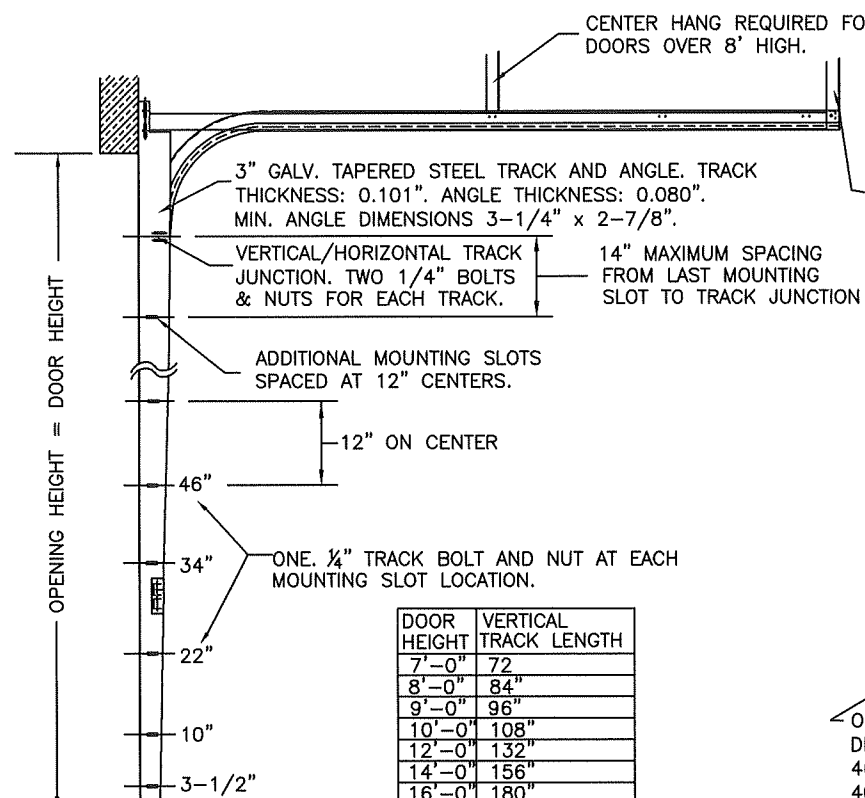 CENTER HANG REQUIRED FO
DOORS OVER 8' HIGH.
3" GALV. TAPERED STEEL TRACK AND ANGLE. TRACK
THICKNESS: 0.101". ANGLE THICKNESS: 0.080".
MIN. ANGLE DIMENSIONS 3-1/4" x 2-7/8".
VERTICAL/HORIZONTAL TRACK
JUNCTION. TWO 1/4" BOLTS
& NUTS FOR EACH TRACK.
14" MAXIMUM SPACING
FROM LAST MOUNTING
SLOT TO TRACK JUNCTION
ADDITIONAL MOUNTING SLOTS
SPACED AT 12" CENTERS.
12" ON CENTER
OPENING HEIGHT = DOOR HEIGHT
46"
34"
ONE. ¼" TRACK BOLT AND NUT AT EACH
MOUNTING SLOT LOCATION.
22"
10"
3-1/2"
DOOR HEIGHT VERTICAL TRACK LENGTH
7'-0" 72
8'-0" 84"
9'-0" 96"
10'-0" 108"
12'-0" 132"
14'-0" 156"
16'-0" 180"